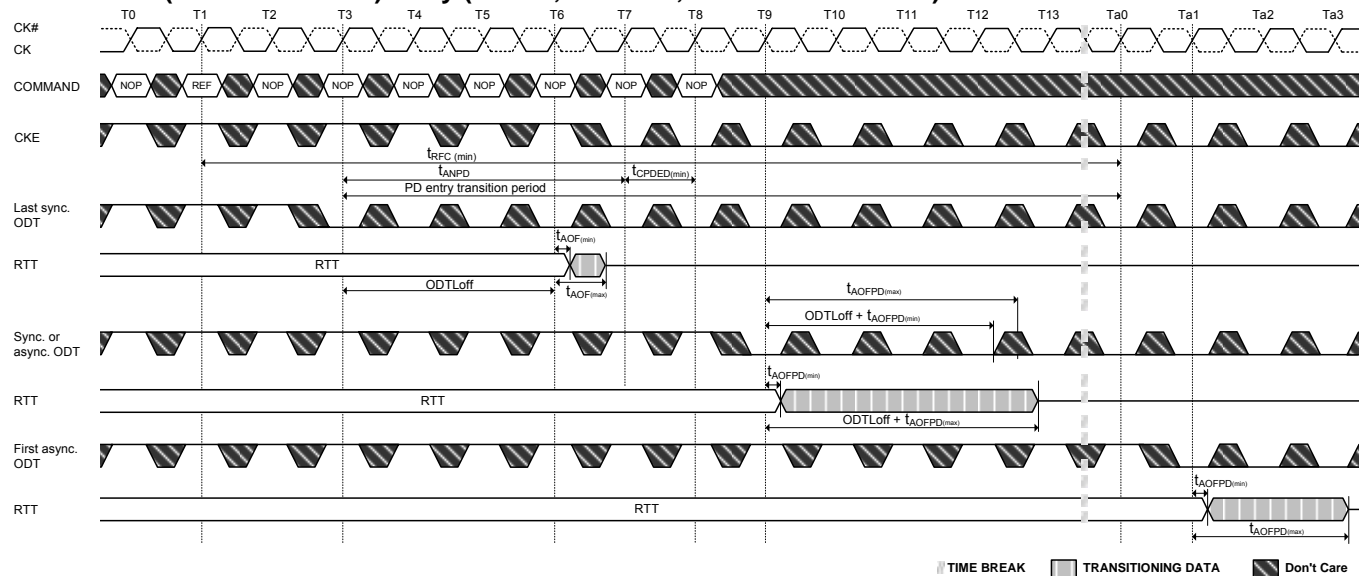 T0 T1 T2 T3 T4 T5 T6 T7 T8 T9 T10 T11 T12 T13 Ta0 Ta1 Ta2 Ta3
CK#
CK
COMMAND NOP REF NOP NOP NOP NOP NOP NOP NOP
CKE
tRFC (min)
tANPD tCPDED(min)
PD entry transition period
Last sync.
ODT
tAOF(min)
RTT RTT
ODTLoff tAOF(max)
tAOFPD(max)
ODTLoff + tAOFPD(min)
Sync. or
async. ODT
tAOFPD(min)
RTT RTT
ODTLoff + tAOFPD(max)
First async.
ODT
tAOFPD(min)
RTT RTT
tAOFPD(max)
TIME BREAK TRANSITIONING DATA Don't Care